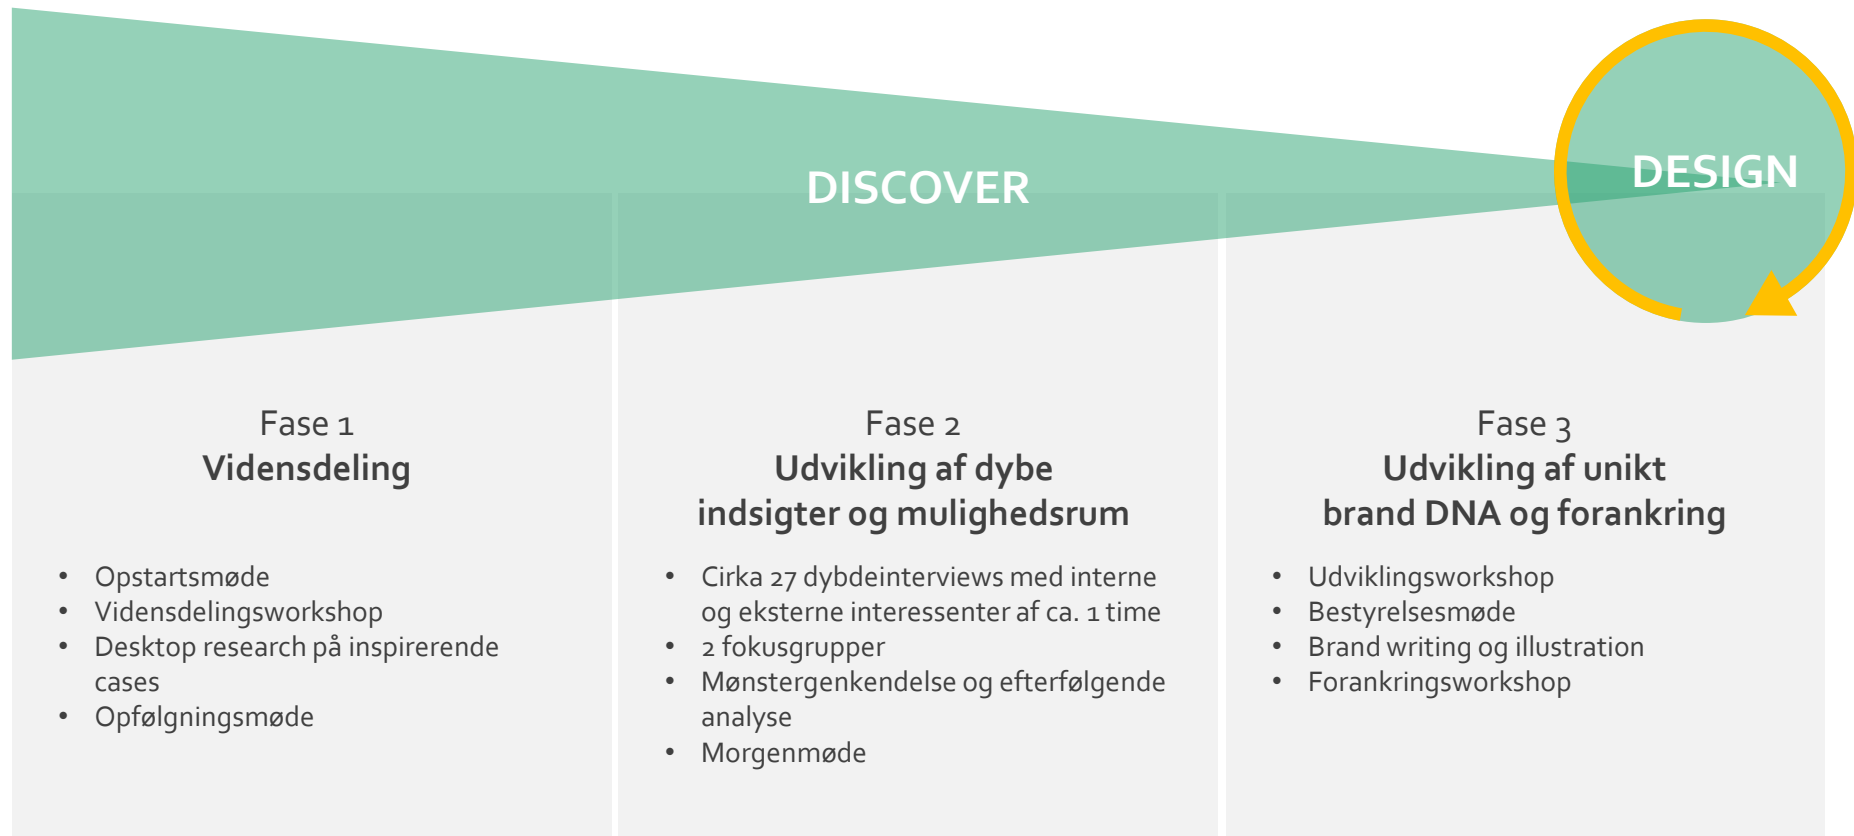 DISCOVER
DESIGN
Fase 1
Vidensdeling
• Opstartsmøde
• Vidensdelingsworkshop
• Desktop research på inspirerende
cases
• Opfølgningsmøde
Fase 2
Udvikling af dybe
indsigter og mulighedsrum
• Cirka 27 dybdeinterviews med interne
og eksterne interessenter af ca. 1 time
• 2 fokusgrupper
• Mønstergenkendelse og efterfølgende
analyse
• Morgenmøde
Fase 3
Udvikling af unikt
brand DNA og forankring
• Udviklingsworkshop
• Bestyrelsesmøde
• Brand writing og illustration
• Forankringsworkshop